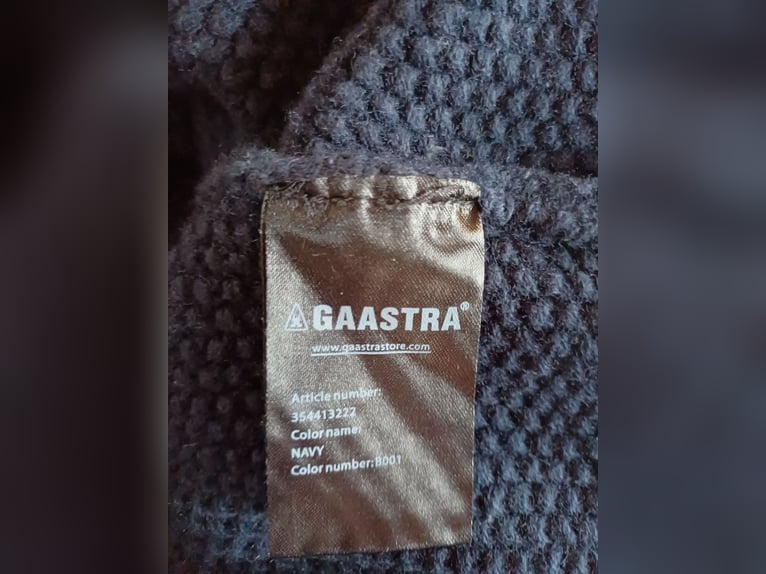 GAASTRA®
www.gaastrastore.com
Article number:
354413222
Color name:
NAVY
Color number:B001